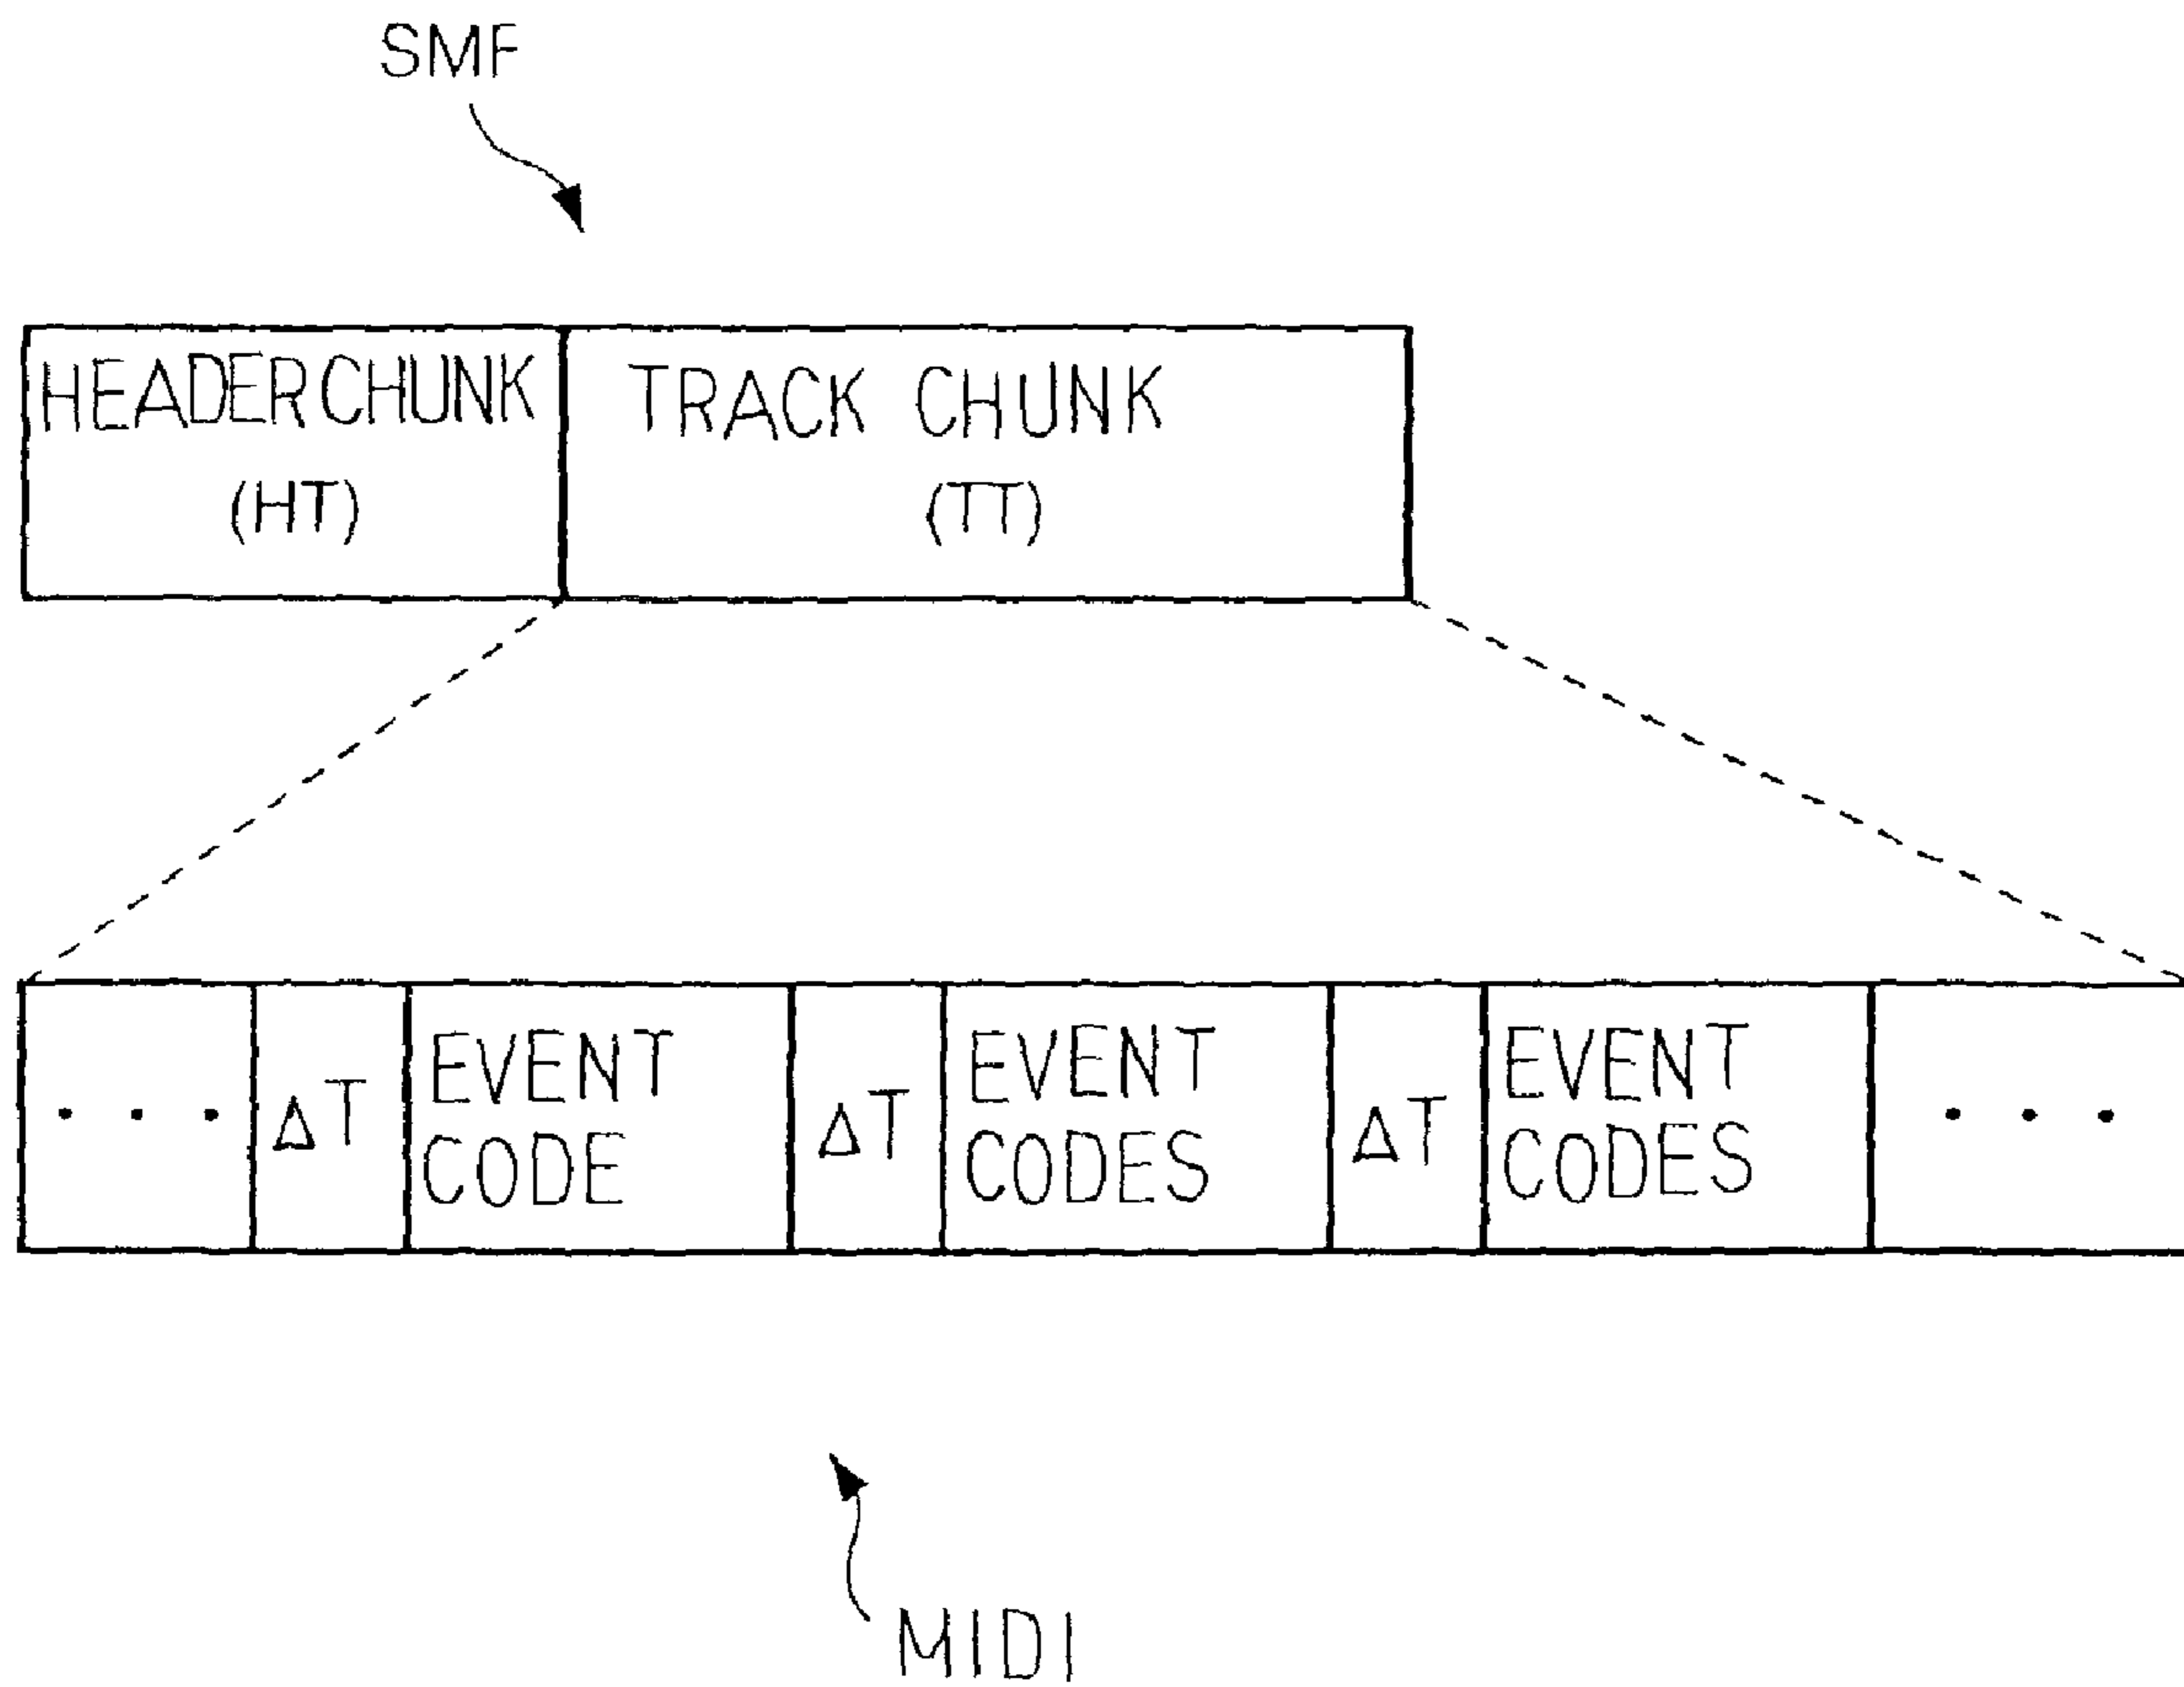 SMF
HEADERCHUNK
(HT)
TRACK CHUNK
(TT)
. . .
ΔT
EVENT
CODE
ΔT
EVENT
CODES
ΔT
EVENT
CODES
. . .
MIDI